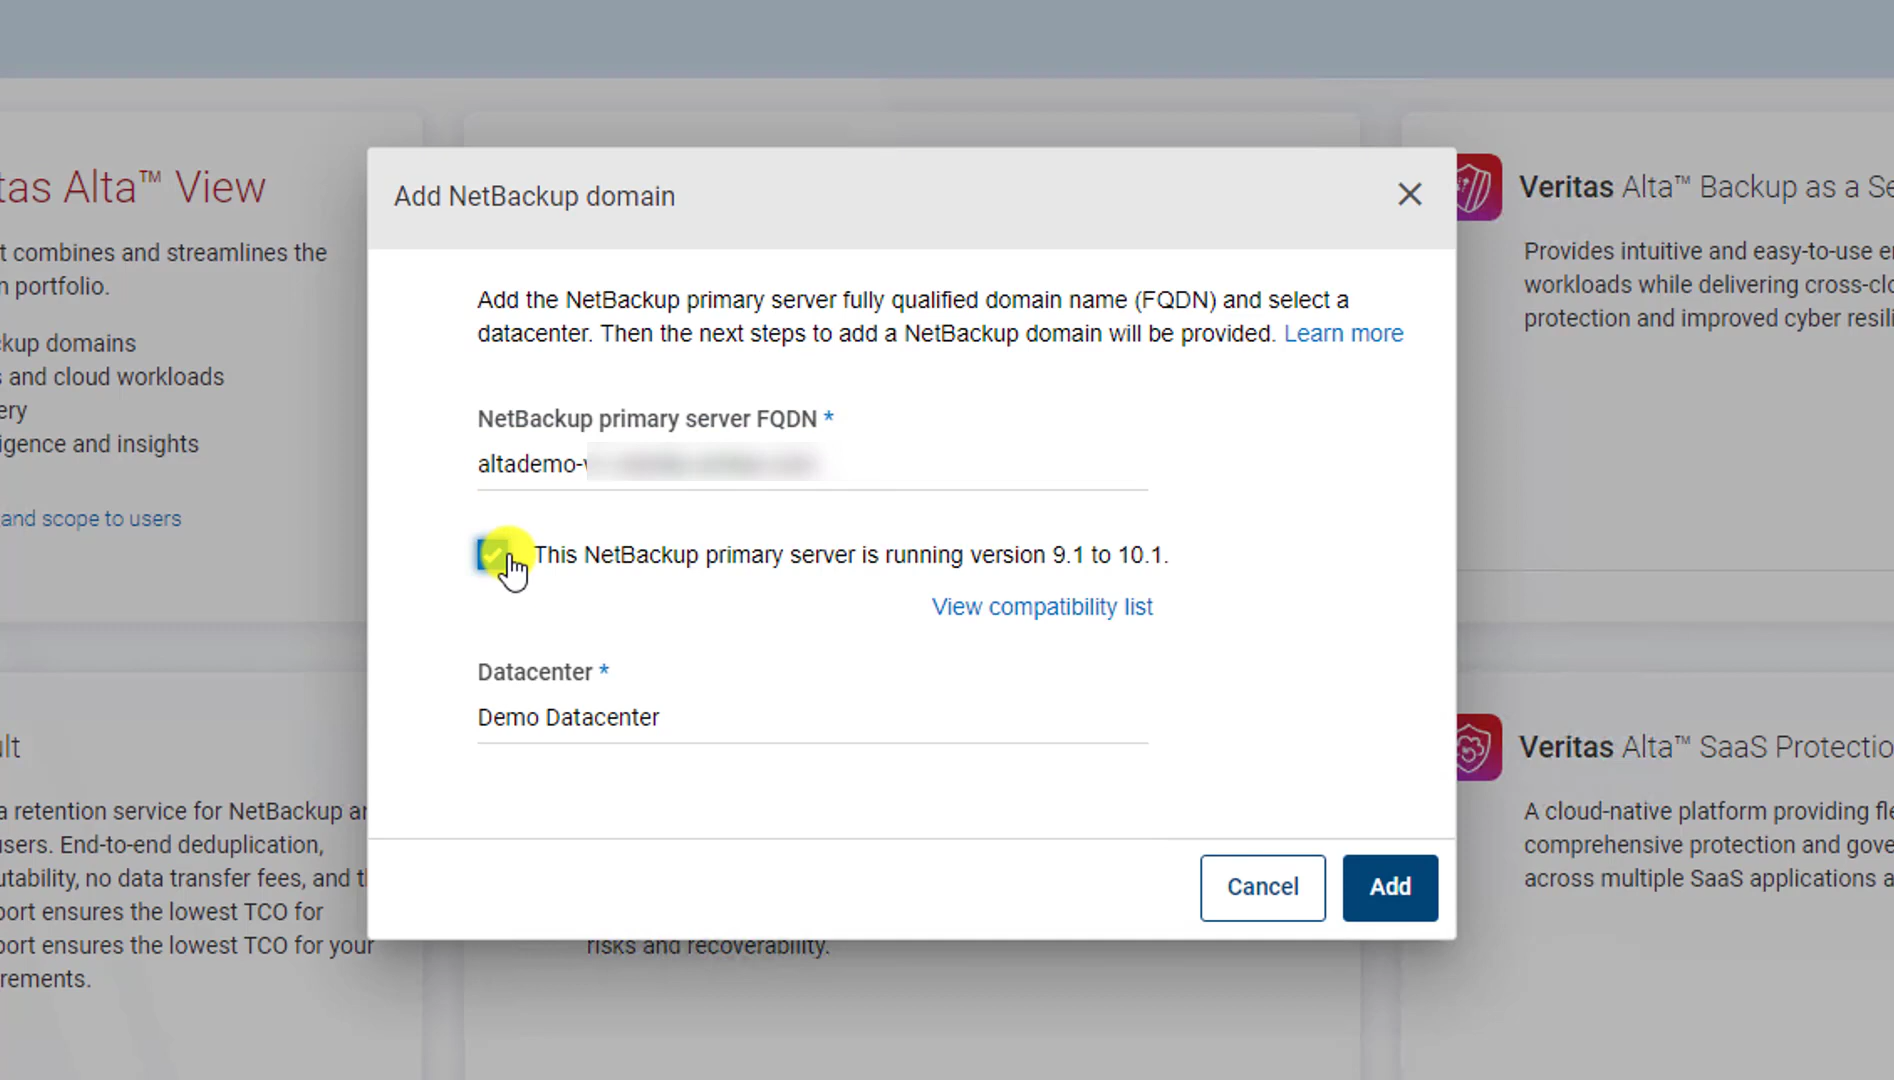 tas Alta™ View
t combines and streamlines the
n portfolio.
kup domains
s and cloud workloads
ery
igence and insights
and scope to users
Add NetBackup domain
Add the NetBackup primary server fully qualified domain name (FQDN) and select a
datacenter. Then the next steps to add a NetBackup domain will be provided. Learn more
NetBackup primary server FQDN *
altademo-
This NetBackup primary server is running version 9.1 to 10.1.
View compatibility list
Datacenter *
Demo Datacenter
Cancel
Add
Veritas Alta™ Backup as a Se
Provides intuitive and easy-to-use e
workloads while delivering cross-clo
protection and improved cyber resili
ult
a retention service for NetBackup a
users. End-to-end deduplication,
utability, no data transfer fees, and t
port ensures the lowest TCO for
port ensures the lowest TCO for your
rements.
risks and recoverability.
Veritas Alta™ SaaS Protectio
A cloud-native platform providing fle
comprehensive protection and gove
across multiple SaaS applications a